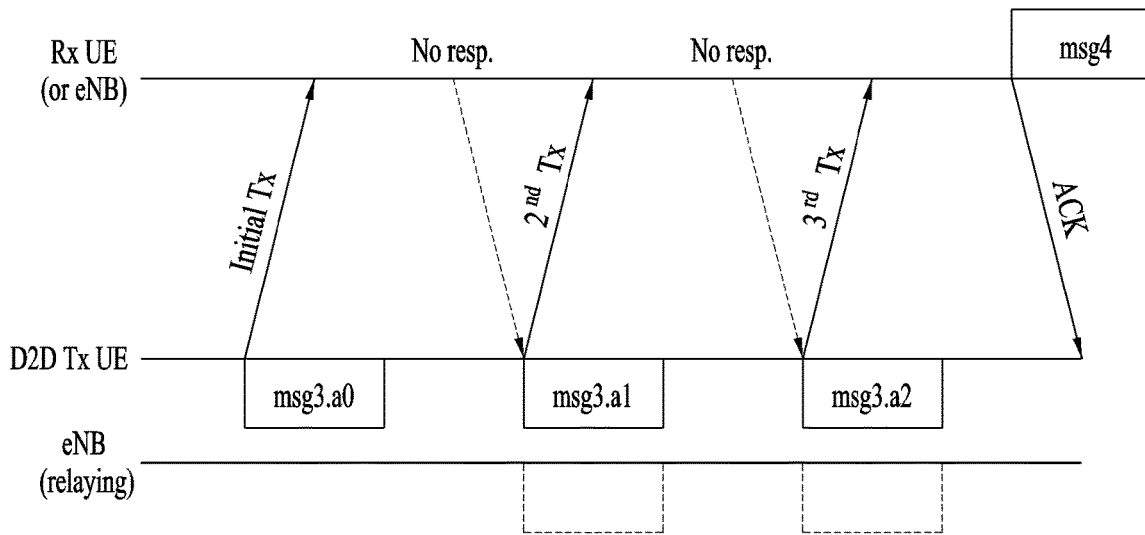 Rx UE
(or eNB)
No resp.
No resp.
msg4
Initial Tx
2nd Tx
3rd Tx
ACK
D2D Tx UE
msg3.a0
msg3.a1
msg3.a2
eNB
(relaying)